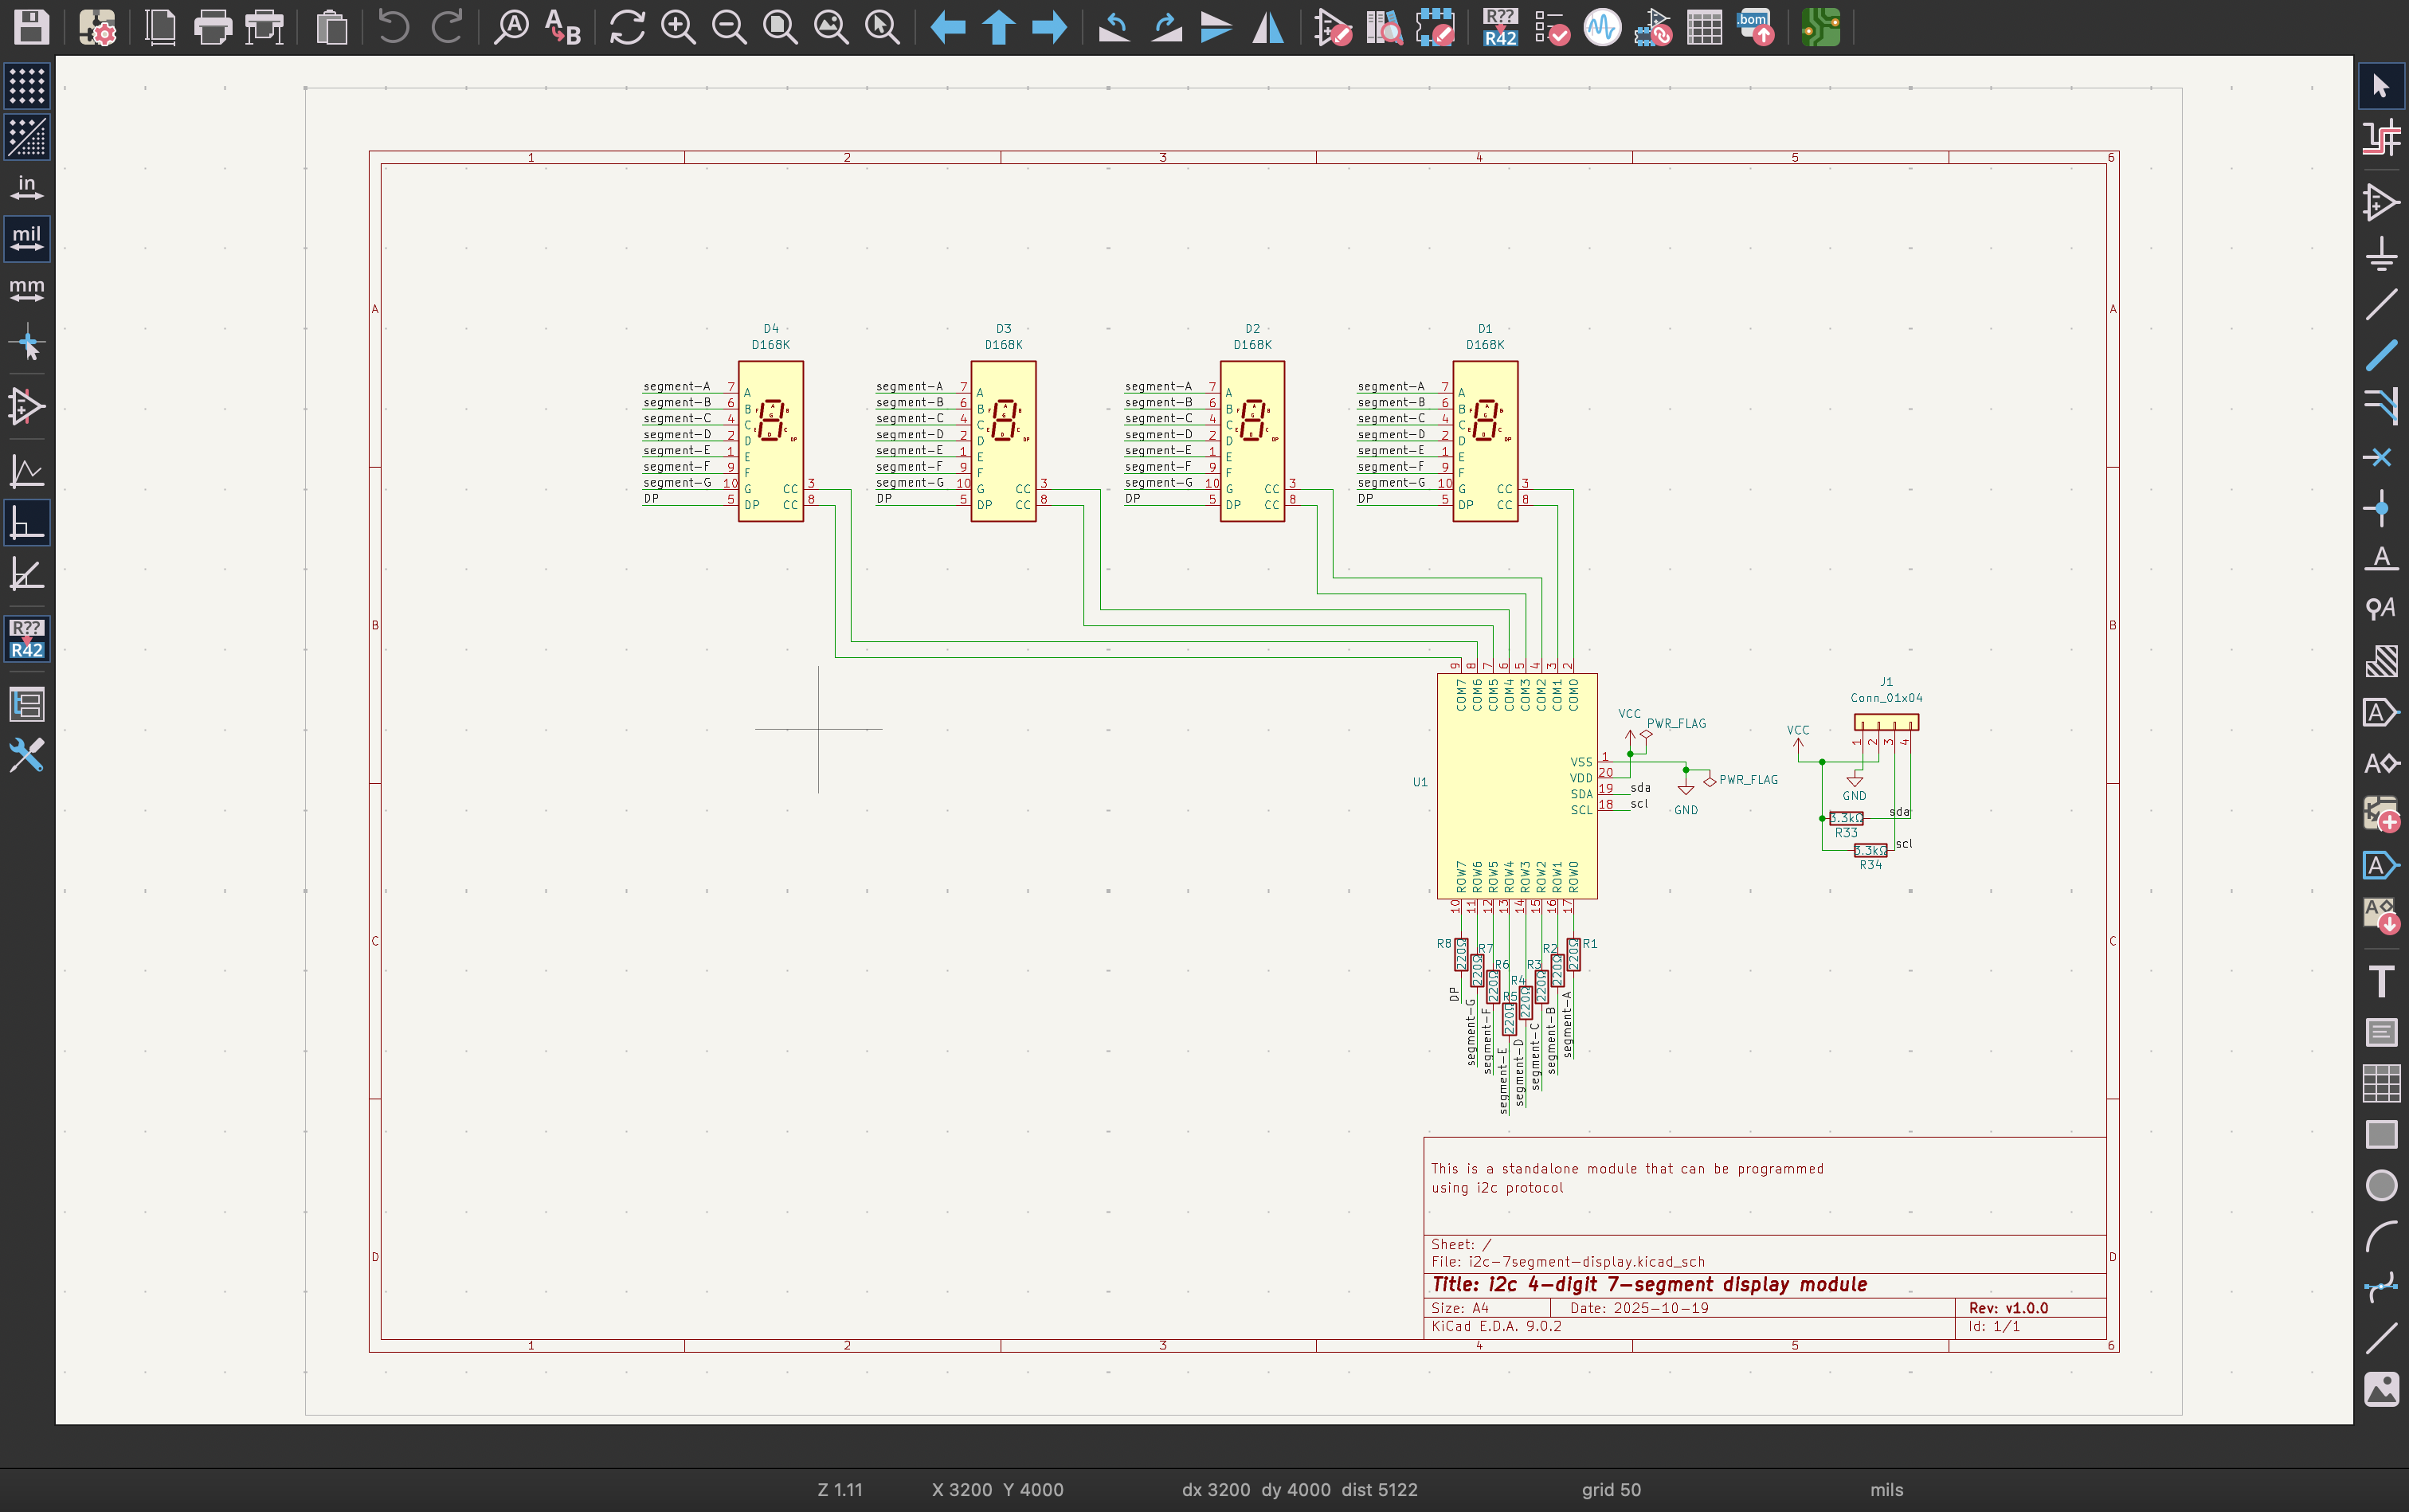 R??
R42
.bom
in
mil
mm
R??
R42
1 2 3 4 5 6
A A
B B
C C
D D
D4 D3 D2 D1
D168K D168K D168K D168K
segment-A 7 A segment-A 7 A segment-A 7 A segment-A 7 A
segment-B 6 B segment-B 6 B segment-B 6 B segment-B 6 B
segment-C 4 C segment-C 4 C segment-C 4 C segment-C 4 C
segment-D 2 D segment-D 2 D segment-D 2 D segment-D 2 D
segment-E 1 E segment-E 1 E segment-E 1 E segment-E 1 E
segment-F 9 F segment-F 9 F segment-F 9 F segment-F 9 F
segment-G 10 G CC 3 segment-G 10 G CC 3 segment-G 10 G CC 3 segment-G 10 G CC 3
DP 5 DP CC 8 DP 5 DP CC 8 DP 5 DP CC 8 DP 5 DP CC 8
9 8 7 6 5 4 3 2
COM7 COM6 COM5 COM4 COM3 COM2 COM1 COM0
U1
VCC PWR_FLAG
VSS 1
VDD 20
SDA 19 sda
SCL 18 scl
PWR_FLAG
GND
ROW7 ROW6 ROW5 ROW4 ROW3 ROW2 ROW1 ROW0
10 11 12 13 14 15 16 17
R8 R7 R6 R5 R4 R3 R2 R1
220Ω 220Ω 220Ω 220Ω 220Ω 220Ω 220Ω 220Ω
DP segment-G segment-F segment-E segment-D segment-C segment-B segment-A
J1
Conn_01x04
1 2 3 4
VCC
GND
sda
3.3kΩ
R33
scl
3.3kΩ
R34
This is a standalone module that can be programmed
using i2c protocol
Sheet: /
File: i2c-7segment-display.kicad_sch
Title: i2c 4-digit 7-segment display module
Size: A4 Date: 2025-10-19 Rev: v1.0.0
KiCad E.D.A. 9.0.2 Id: 1/1
1 2 3 4 5 6
Z 1.11 X 3200 Y 4000 dx 3200 dy 4000 dist 5122 grid 50 mils